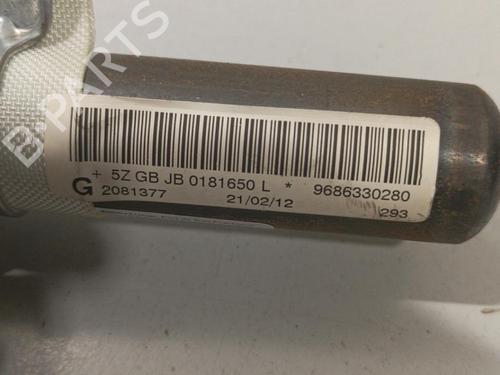 B-PARTS
+ 5Z GB JB 0181650 L * 9686330280
G 2081377 21/02/12 293